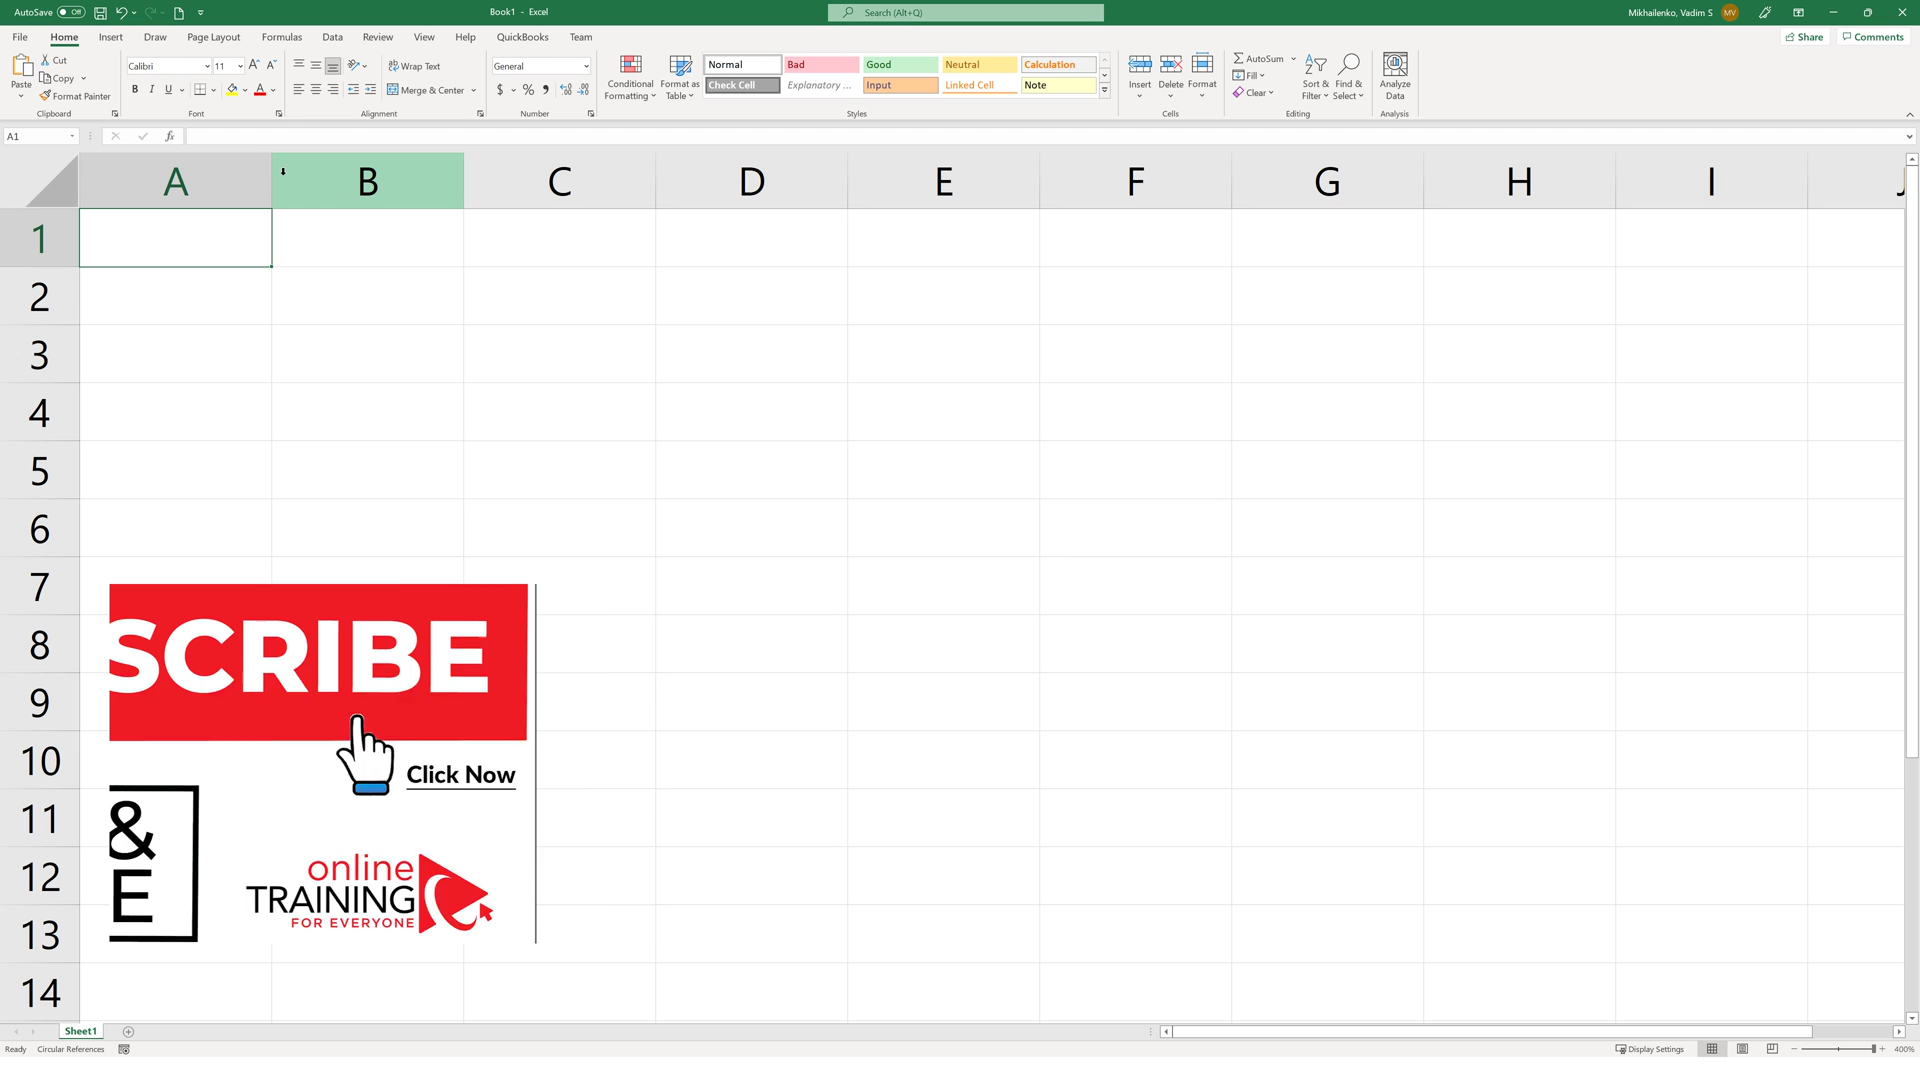 AutoSave Off
Book1 - Excel
Search (Alt+Q)
Mikhailenko, Vadim S MV
File Home Insert Draw Page Layout Formulas Data Review View Help QuickBooks Team
Share Comments
Paste
Cut
Copy
Format Painter
Clipboard
Calibri 11
B I U
Font
Wrap Text
Merge & Center
Alignment
General
$ % ,
Number
Conditional
Formatting
Format as
Table
Normal Bad Good Neutral Calculation
Check Cell Explanatory ... Input Linked Cell Note
Styles
Insert Delete Format
Cells
AutoSum
Fill
Clear
Sort &
Filter
Find &
Select
Editing
Analyze
Data
Analysis
A1
fx
A B C D E F G H I J
1
2
3
4
5
6
7
8
9
10
11
12
13
14
SCRIBE
Click Now
&
E
online
TRAINING
FOR EVERYONE
Sheet1
Ready Circular References
Display Settings
400%